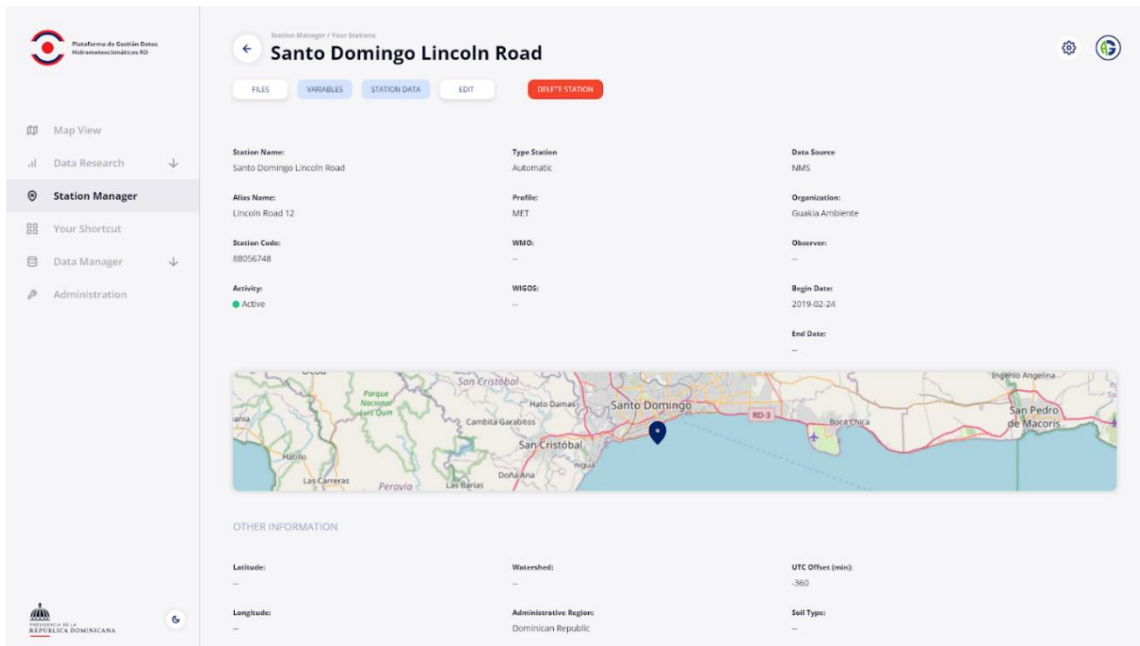 Plataforma de Gestión Datos
Hidrometeoclimáticos RD
Map View
Data Research
Station Manager
Your Shortcut
Data Manager
Administration
PRESIDENCIA DE LA
REPÚBLICA DOMINICANA
Station Manager / Your Stations
Santo Domingo Lincoln Road
FILES
VARIABLES
STATION DATA
EDIT
DELETE STATION
Station Name:
Santo Domingo Lincoln Road
Type Station
Automatic
Data Source
NMS
Alias Name:
Lincoln Road 12
Profile:
MET
Organization:
Guakia Ambiente
Station Code:
88056748
WMO:
--
Observer:
--
Activity:
Active
WIGOS:
--
Begin Date:
2019-02-24
End Date:
--
San Cristóbal
Ingenio Angelina
Parque
Nacional
Hato Damas
Santo Domingo
RD-3
San Pedro
de Macorís
Cambita Garabitos
Boca Chica
San Cristóbal
Hatillo
nigua
Doña Ana
Las Carreras
Peravia
Las Barías
OTHER INFORMATION
Latitude:
--
Watershed:
--
UTC Offset (min):
-360
Longitude:
--
Administrative Region:
Dominican Republic
Soil Type:
--